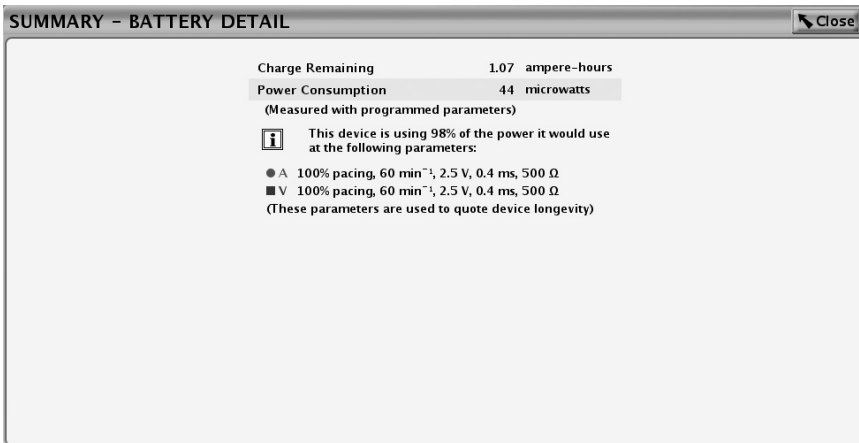 SUMMARY - BATTERY DETAIL
Close
Charge Remaining 1.07 ampere-hours
Power Consumption 44 microwatts
(Measured with programmed parameters)
i This device is using 98% of the power it would use
at the following parameters:
A 100% pacing, 60 min⁻¹, 2.5 V, 0.4 ms, 500 Ω
V 100% pacing, 60 min⁻¹, 2.5 V, 0.4 ms, 500 Ω
(These parameters are used to quote device longevity)